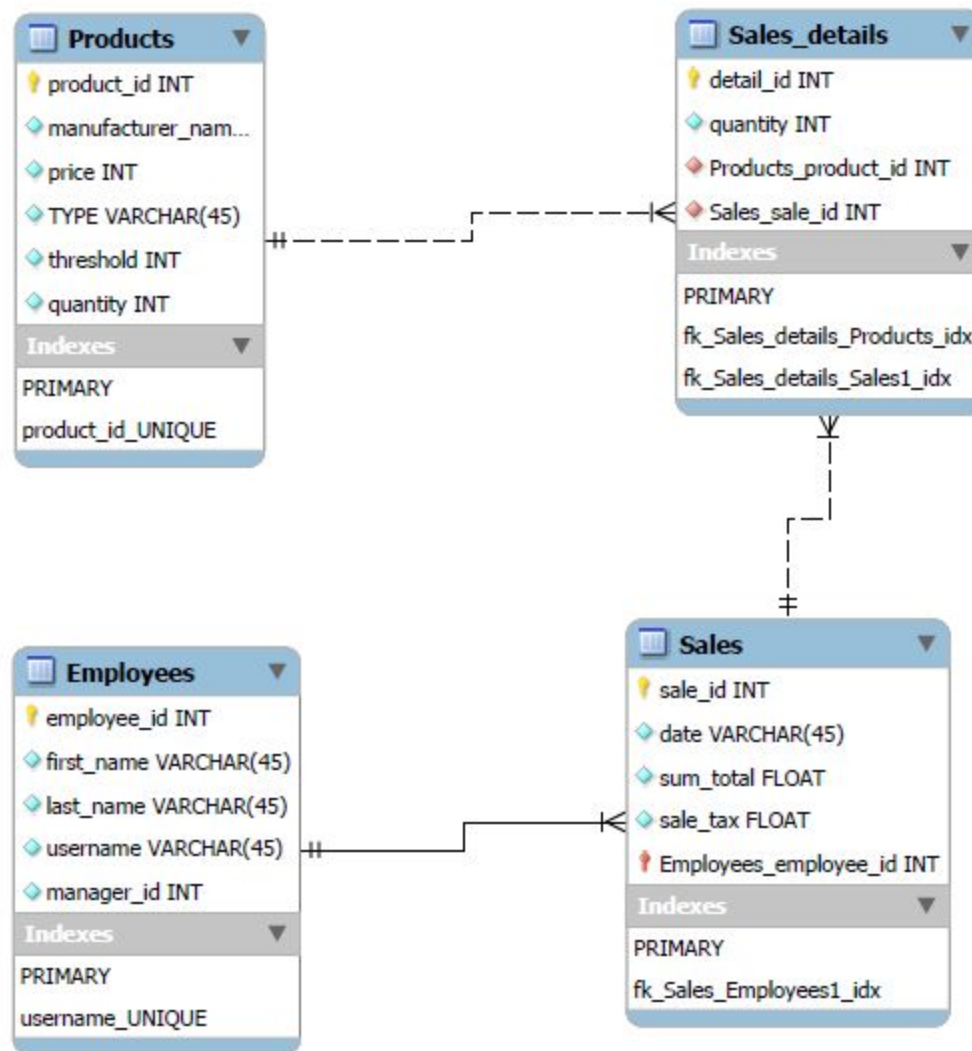 Products
product_id INT
manufacturer_nam...
price INT
TYPE VARCHAR(45)
threshold INT
quantity INT
Indexes
PRIMARY
product_id_UNIQUE
Sales_details
detail_id INT
quantity INT
Products_product_id INT
Sales_sale_id INT
Indexes
PRIMARY
fk_Sales_details_Products_idx
fk_Sales_details_Sales1_idx
Employees
employee_id INT
first_name VARCHAR(45)
last_name VARCHAR(45)
username VARCHAR(45)
manager_id INT
Indexes
PRIMARY
username_UNIQUE
Sales
sale_id INT
date VARCHAR(45)
sum_total FLOAT
sale_tax FLOAT
Employees_employee_id INT
Indexes
PRIMARY
fk_Sales_Employees1_idx